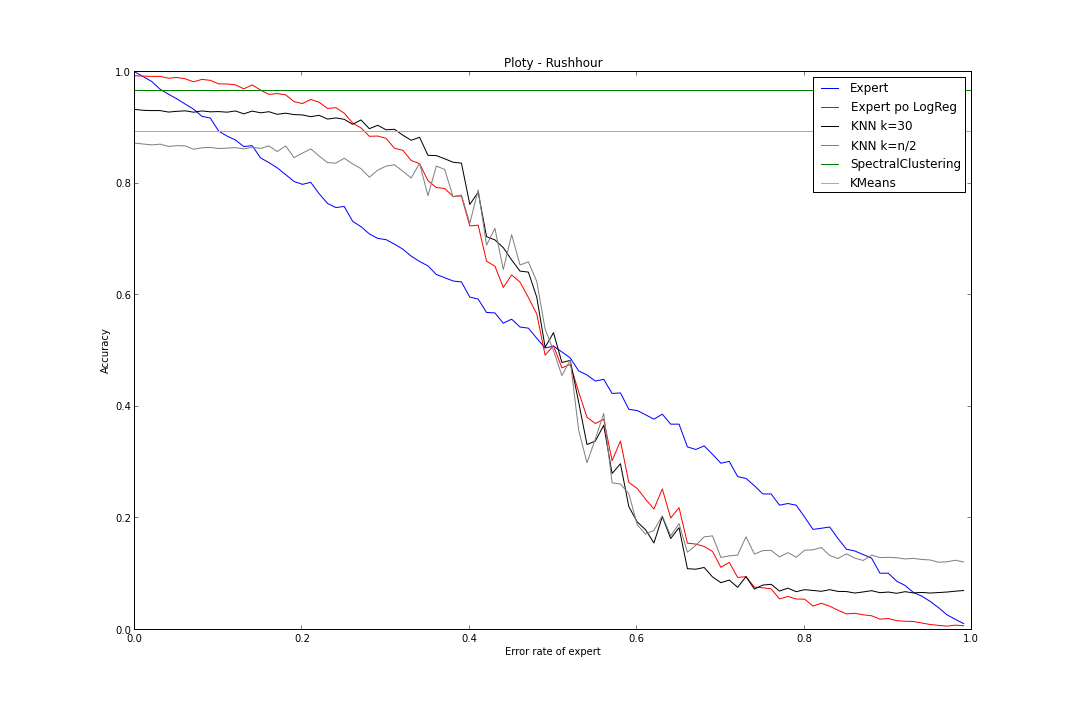 Ploty - Rushhour
1.0
0.8
0.6
0.4
0.2
0.0
Accuracy
Expert
Expert po LogReg
KNN k=30
KNN k=n/2
SpectralClustering
KMeans
0.0 0.2 0.4 0.6 0.8 1.0
Error rate of expert